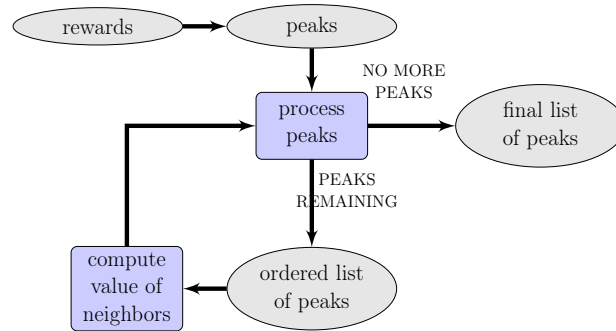 rewards
peaks
NO MORE
PEAKS
process
peaks
final list
of peaks
PEAKS
REMAINING
compute
value of
neighbors
ordered list
of peaks